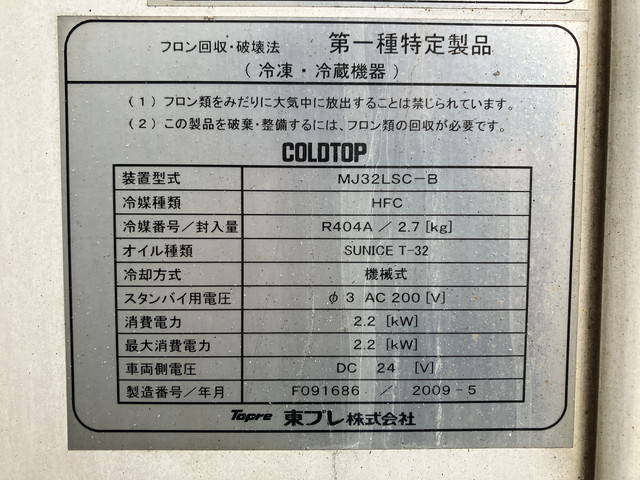 フロン回収・破壊法 第一種特定製品
(冷凍・冷蔵機器)
(1) フロン類をみだりに大気中に放出することは禁じられています。
(2) この製品を破棄・整備するには、フロン類の回収が必要です。
COLDTOP
装置型式 MJ32LSC-B
冷媒種類 HFC
冷媒番号/封入量 R404A / 2.7 [kg]
オイル種類 SUNICE T-32
冷却方式 機械式
スタンバイ用電圧 φ 3 AC 200 [V]
消費電力 2.2 [kW]
最大消費電力 2.2 [kW]
車両側電圧 DC 24 [V]
製造番号/年月 F091686 / 2009-5
Topre 東プレ株式会社